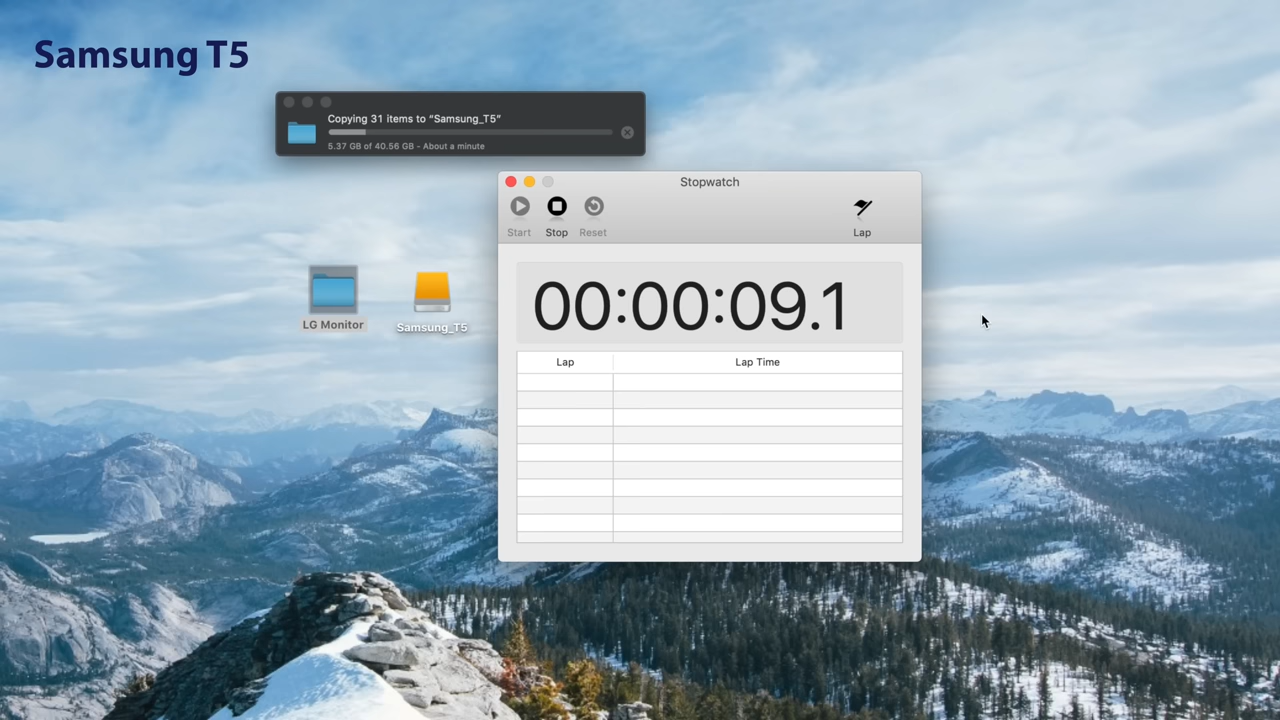 Samsung T5
Copying 31 items to “Samsung_T5”
5.37 GB of 40.56 GB – About a minute
Stopwatch
Start Stop Reset Lap
LG Monitor Samsung_T5
00:00:09.1
Lap Lap Time